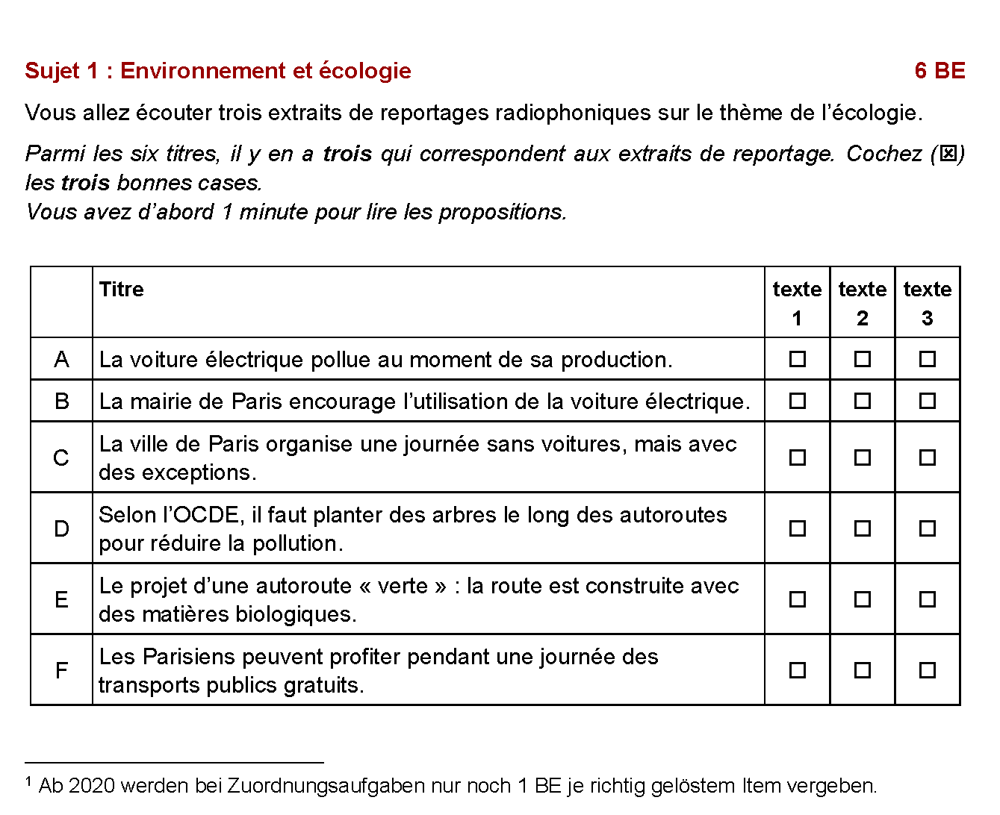 Sujet 1 : Environnement et écologie 6 BE
Vous allez écouter trois extraits de reportages radiophoniques sur le thème de l'écologie.
Parmi les six titres, il y en a trois qui correspondent aux extraits de reportage. Cochez (☒)
les trois bonnes cases.
Vous avez d'abord 1 minute pour lire les propositions.
Titre texte 1 texte 2 texte 3
A La voiture électrique pollue au moment de sa production. ☐ ☐ ☐
B La mairie de Paris encourage l'utilisation de la voiture électrique. ☐ ☐ ☐
C La ville de Paris organise une journée sans voitures, mais avec
des exceptions. ☐ ☐ ☐
D Selon l'OCDE, il faut planter des arbres le long des autoroutes
pour réduire la pollution. ☐ ☐ ☐
E Le projet d'une autoroute « verte » : la route est construite avec
des matières biologiques. ☐ ☐ ☐
F Les Parisiens peuvent profiter pendant une journée des
transports publics gratuits. ☐ ☐ ☐
1 Ab 2020 werden bei Zuordnungsaufgaben nur noch 1 BE je richtig gelöstem Item vergeben.